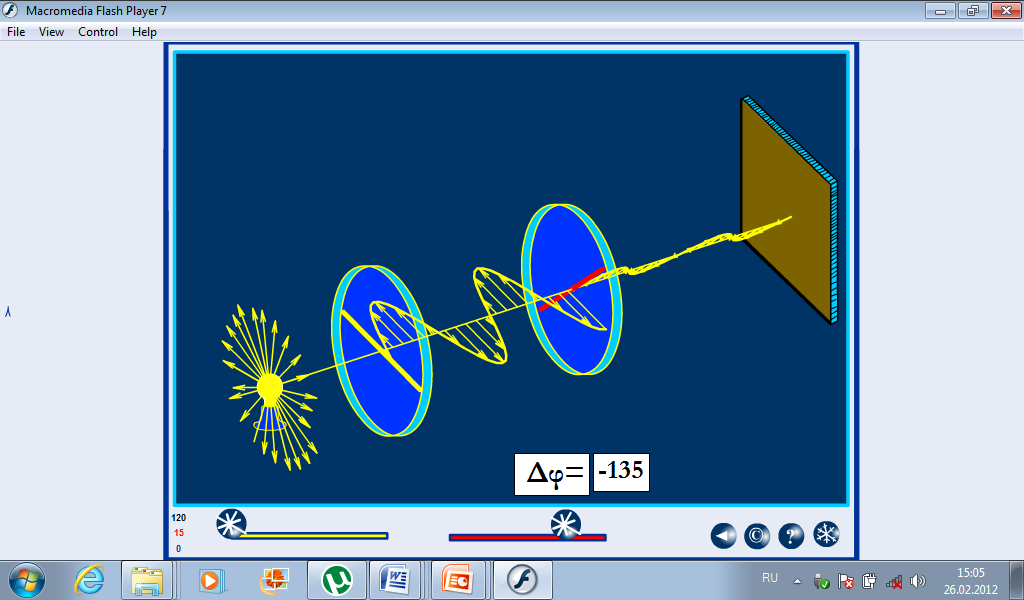 Macromedia Flash Player 7
File View Control Help
Δφ= -135
120
15
0
© ?
RU
15:05
26.02.2012